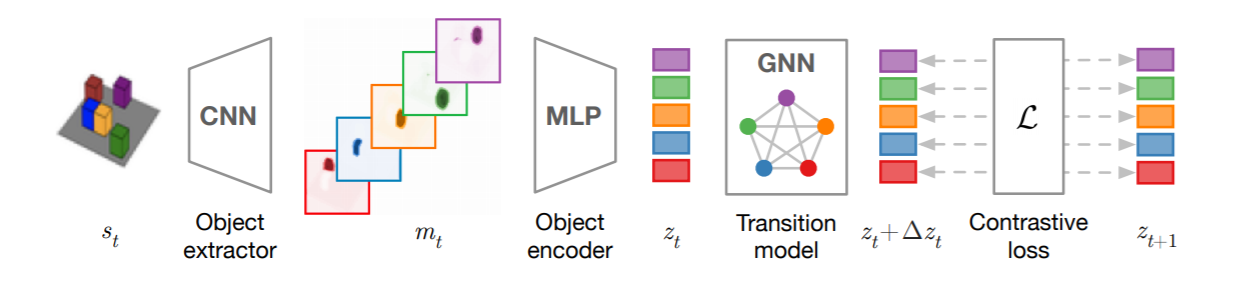 CNN
MLP
GNN
ℒ
s_t
Object
extractor
m_t
Object
encoder
z_t
Transition
model
z_t+Δz_t
Contrastive
loss
z_{t+1}